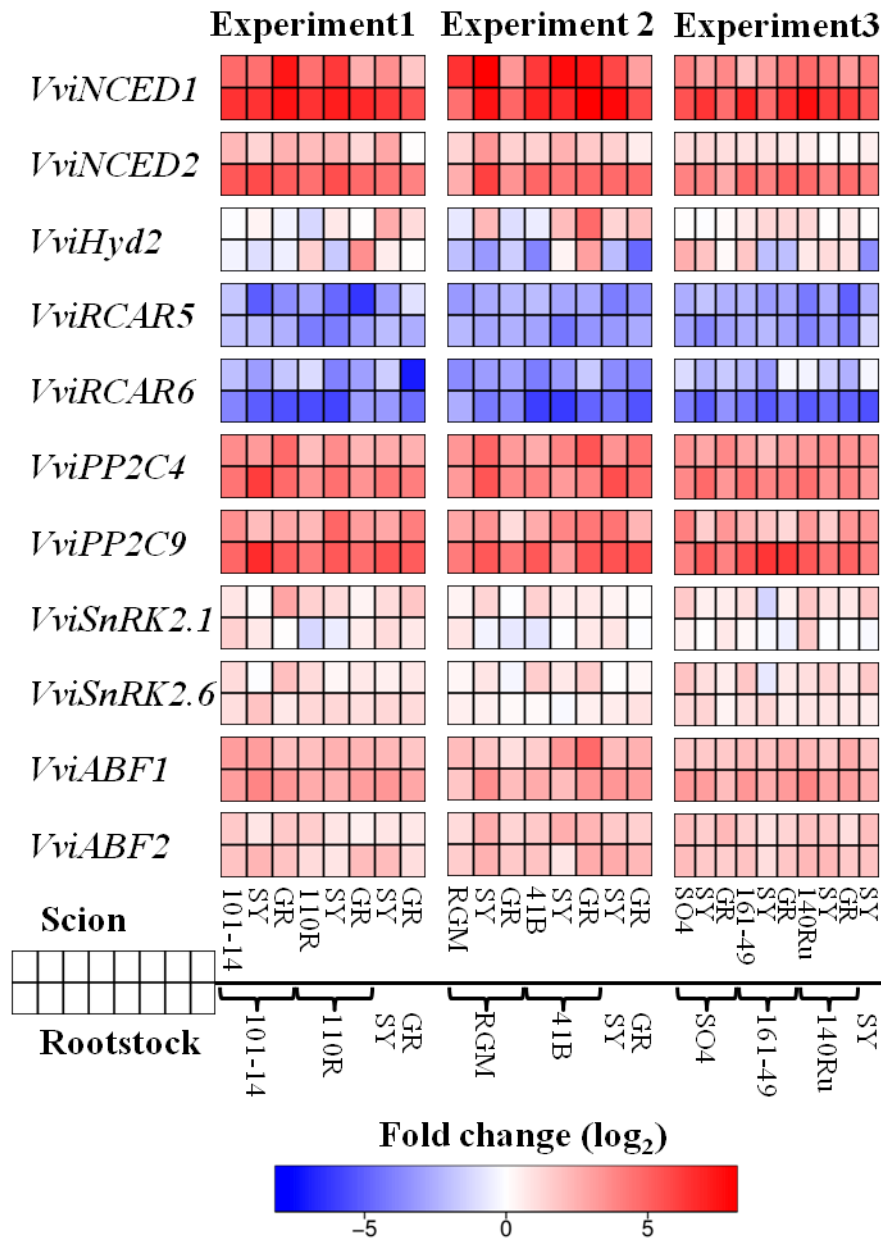 Experiment1 Experiment 2 Experiment3
VviNCED1
VviNCED2
VviHyd2
VviRCAR5
VviRCAR6
VviPP2C4
VviPP2C9
VviSnRK2.1
VviSnRK2.6
VviABF1
VviABF2
101-14 SY GR 110R SY GR SY GR RGM SY GR 41B SY GR SY GR SO4 SY GR 161-49 SY GR 140Ru SY GR SY
Scion
Rootstock
101-14 110R SY GR RGM 41B SY GR SO4 161-49 140Ru SY
Fold change (log₂)
−5 0 5